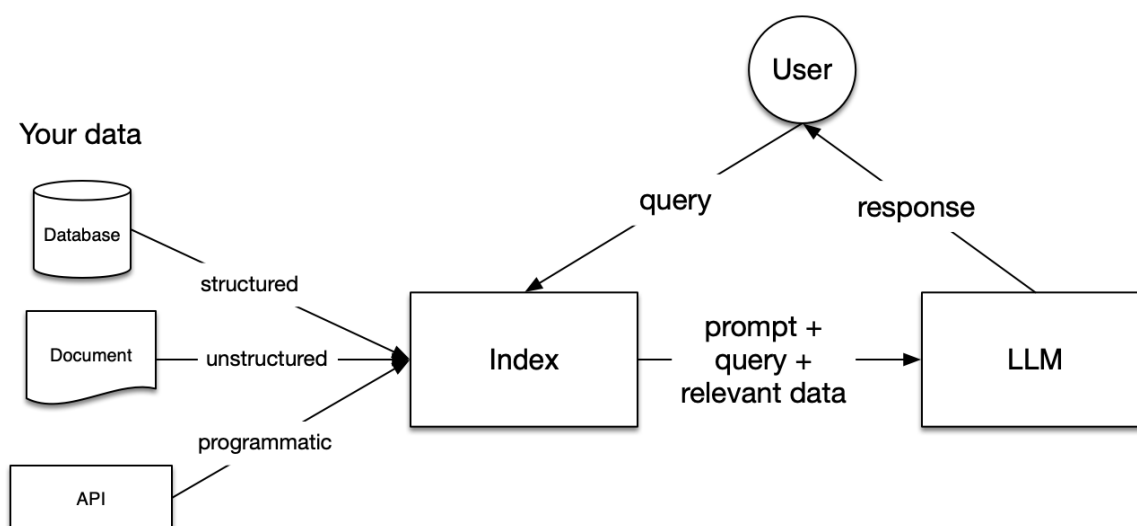 User
Your data
query
response
Database
structured
Document
unstructured
Index
prompt +
query +
relevant data
LLM
programmatic
API